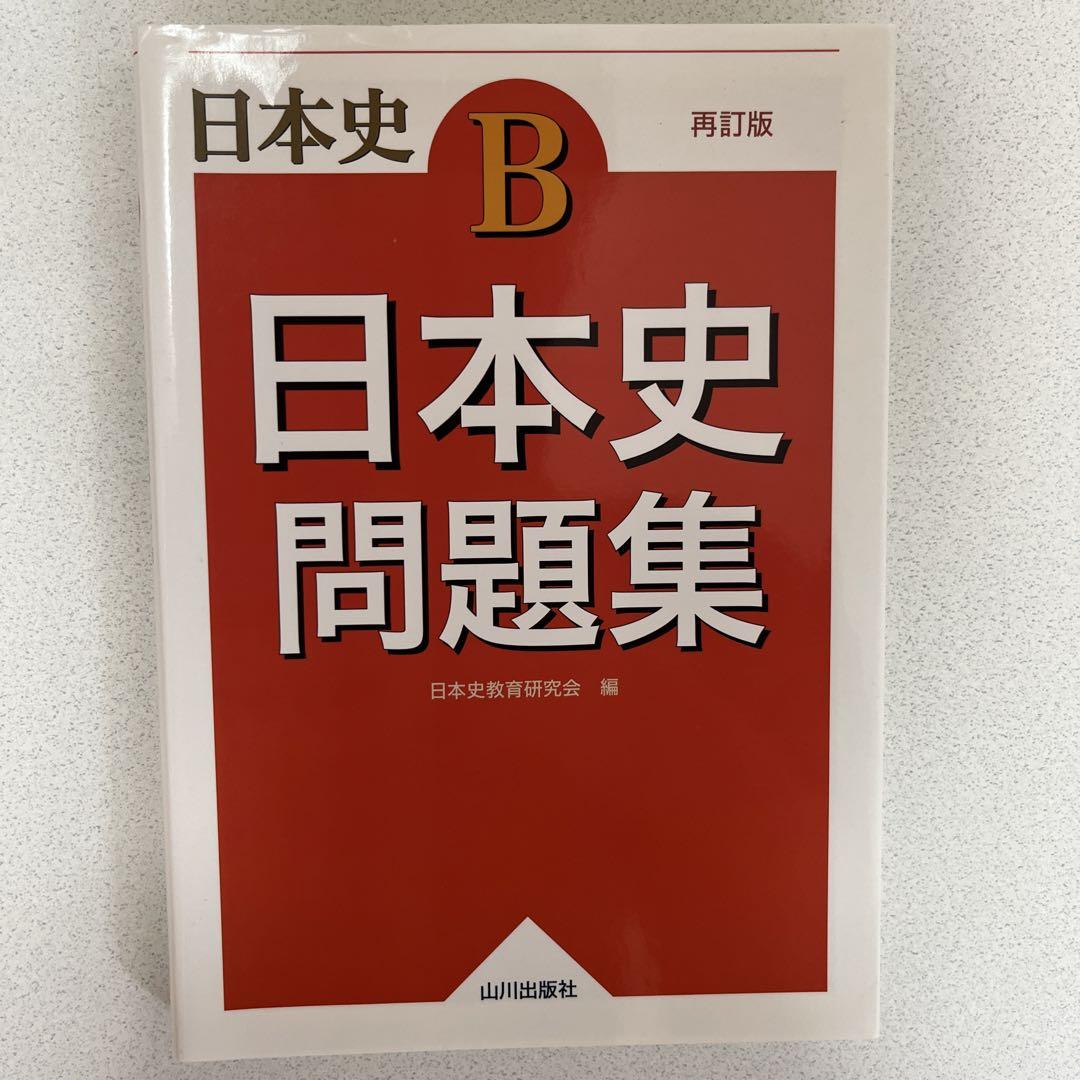 日本史
B
再訂版
日本史
問題集
日本史教育研究会 編
山川出版社